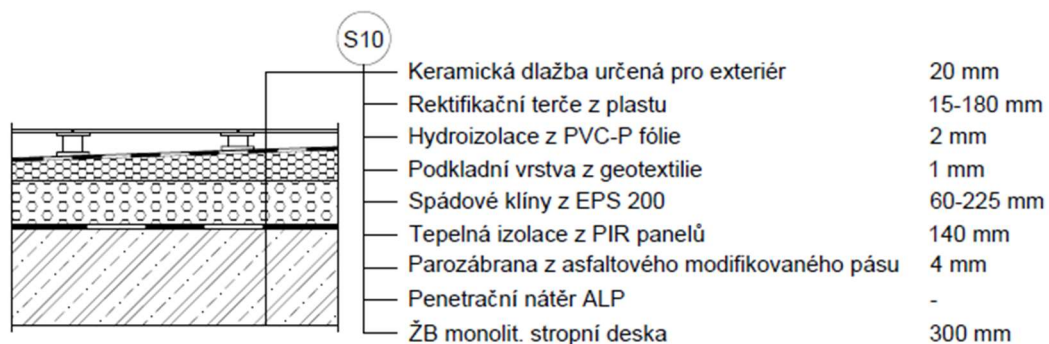 S10
Keramická dlažba určená pro exteriér 20 mm
Rektifikační terče z plastu 15-180 mm
Hydroizolace z PVC-P fólie 2 mm
Podkladní vrstva z geotextilie 1 mm
Spádové klíny z EPS 200 60-225 mm
Tepelná izolace z PIR panelů 140 mm
Parozábrana z asfaltového modifikovaného pásu 4 mm
Penetrační nátěr ALP -
ŽB monolit. stropní deska 300 mm